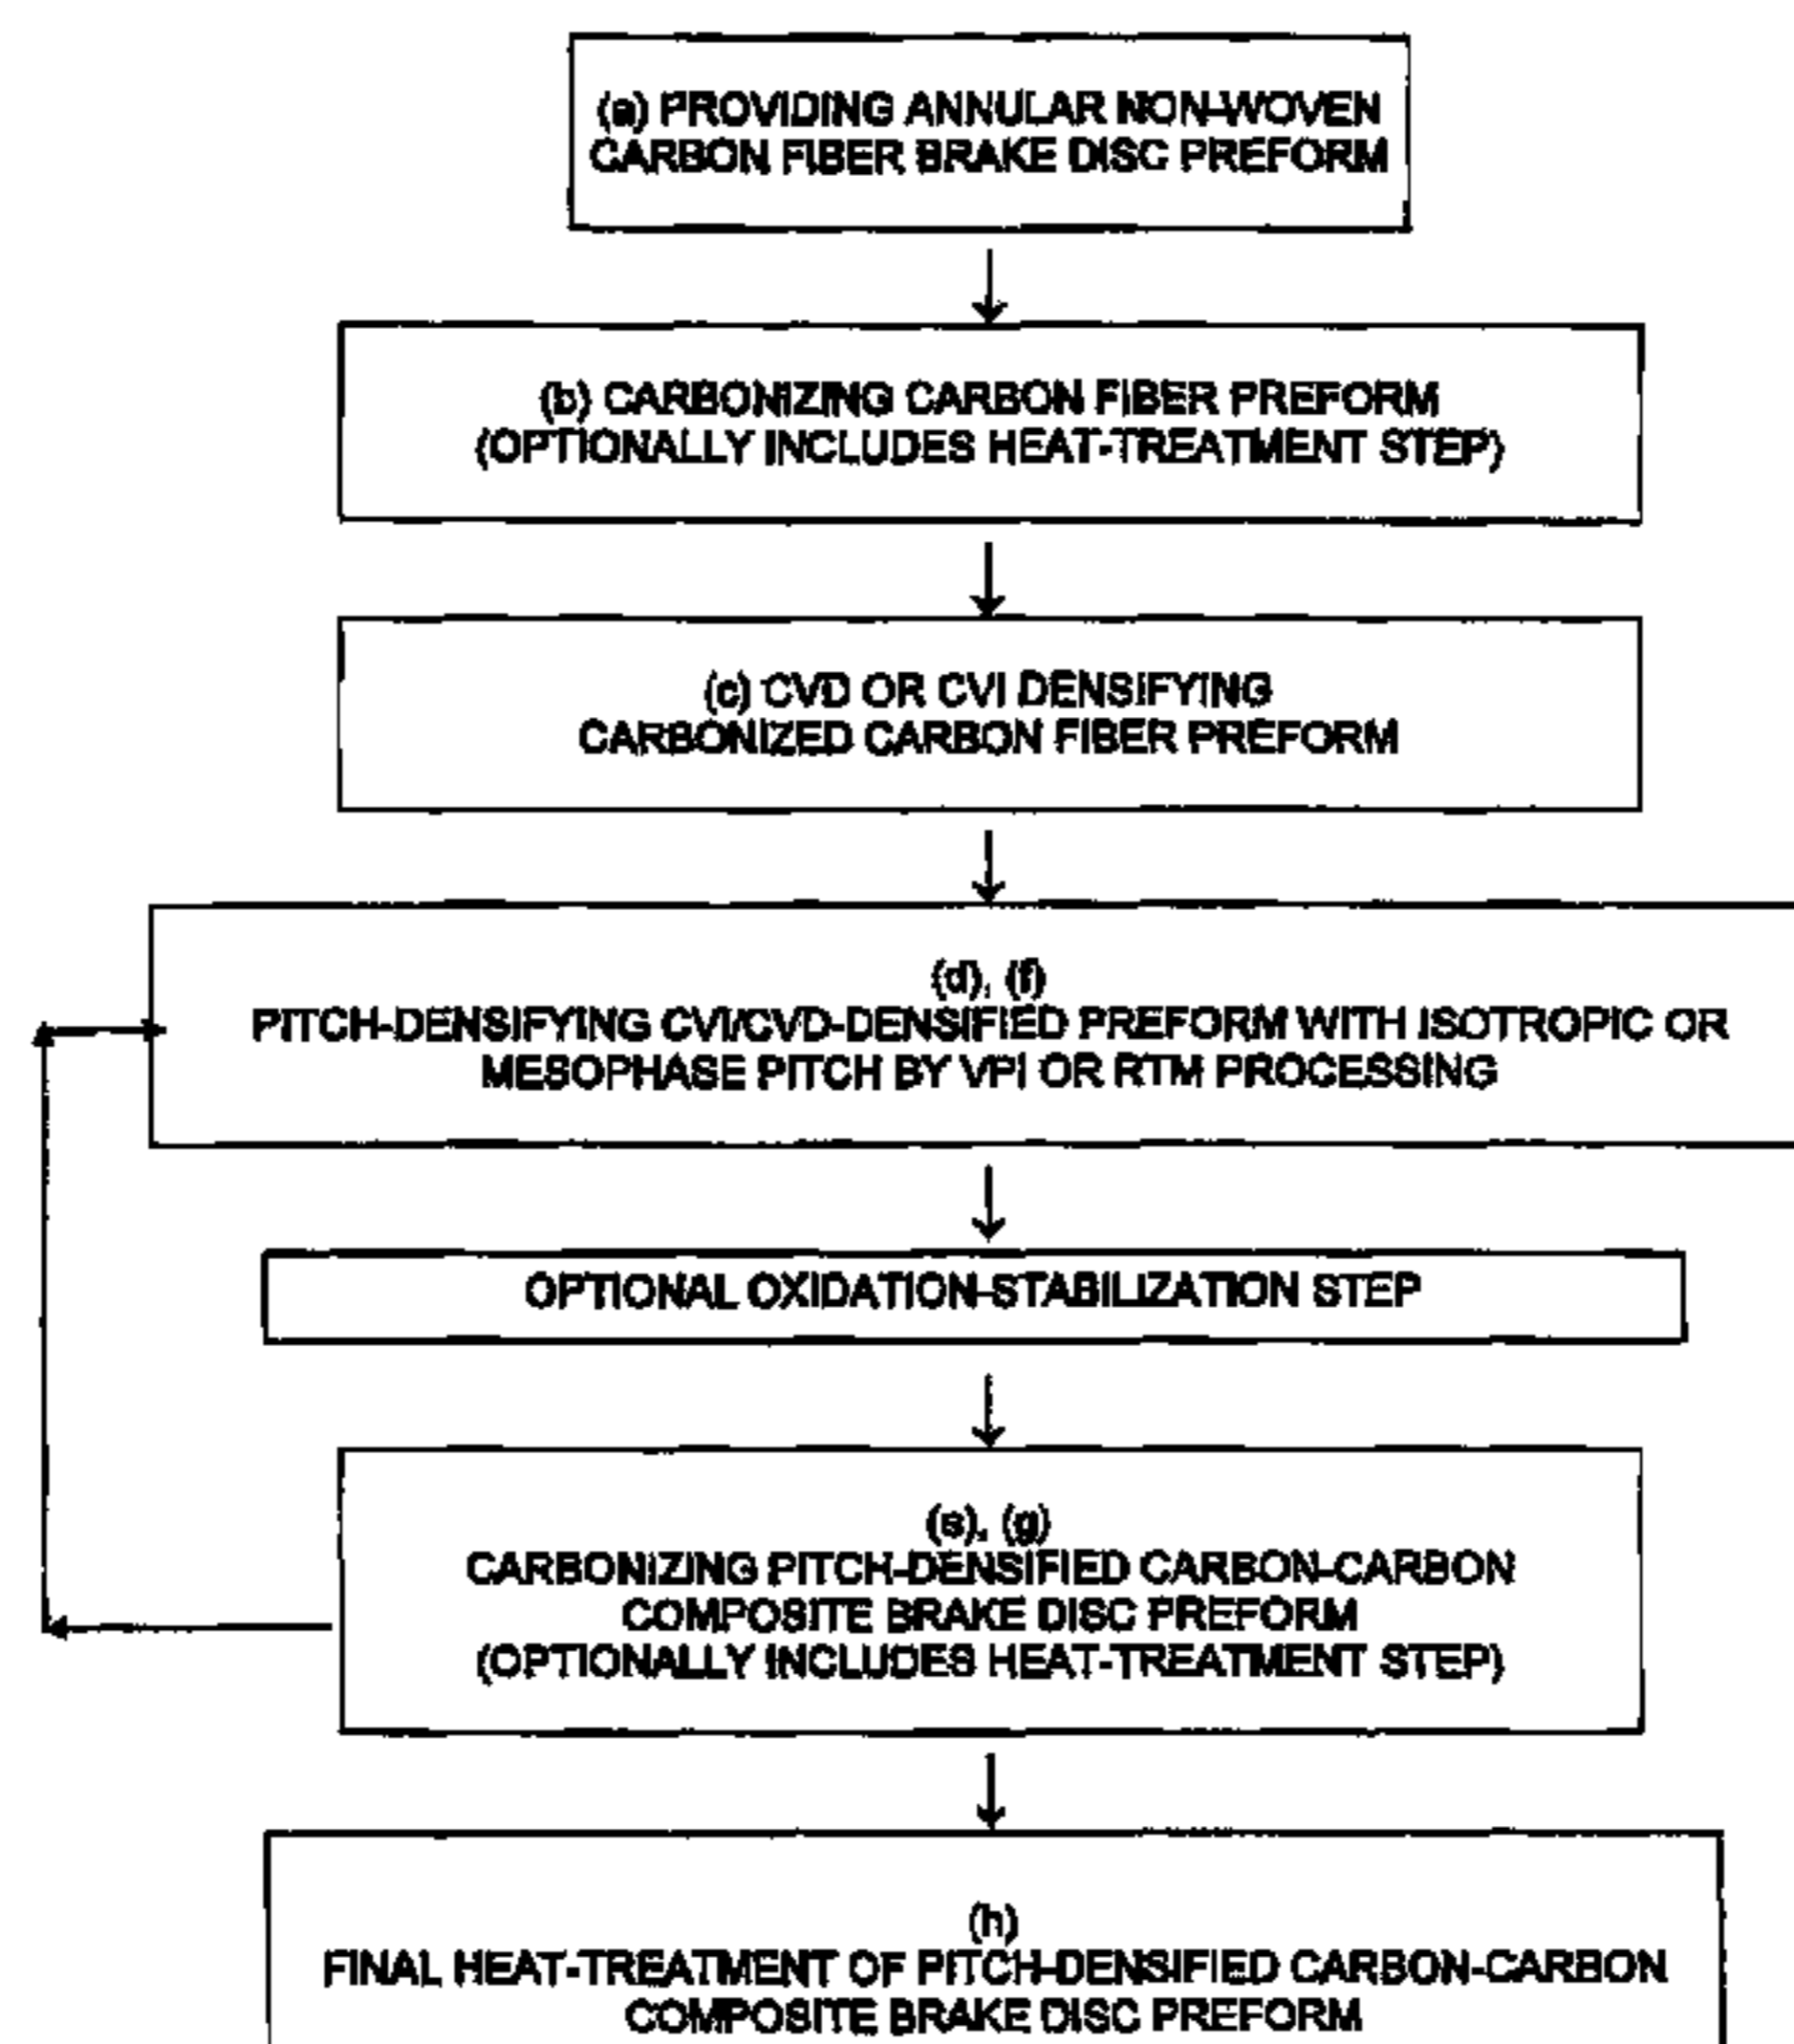 (a) PROVIDING ANNULAR NON-WOVEN
CARBON FIBER BRAKE DISC PREFORM
(b) CARBONIZING CARBON FIBER PREFORM
(OPTIONALLY INCLUDES HEAT-TREATMENT STEP)
(c) CVD OR CVI DENSIFYING
CARBONIZED CARBON FIBER PREFORM
(d), (f)
PITCH-DENSIFYING CVI/CVD-DENSIFIED PREFORM WITH ISOTROPIC OR
MESOPHASE PITCH BY VPI OR RTM PROCESSING
OPTIONAL OXIDATION-STABILIZATION STEP
(e), (g)
CARBONIZING PITCH-DENSIFIED CARBON-CARBON
COMPOSITE BRAKE DISC PREFORM
(OPTIONALLY INCLUDES HEAT-TREATMENT STEP)
(h)
FINAL HEAT-TREATMENT OF PITCH-DENSIFIED CARBON-CARBON
COMPOSITE BRAKE DISC PREFORM